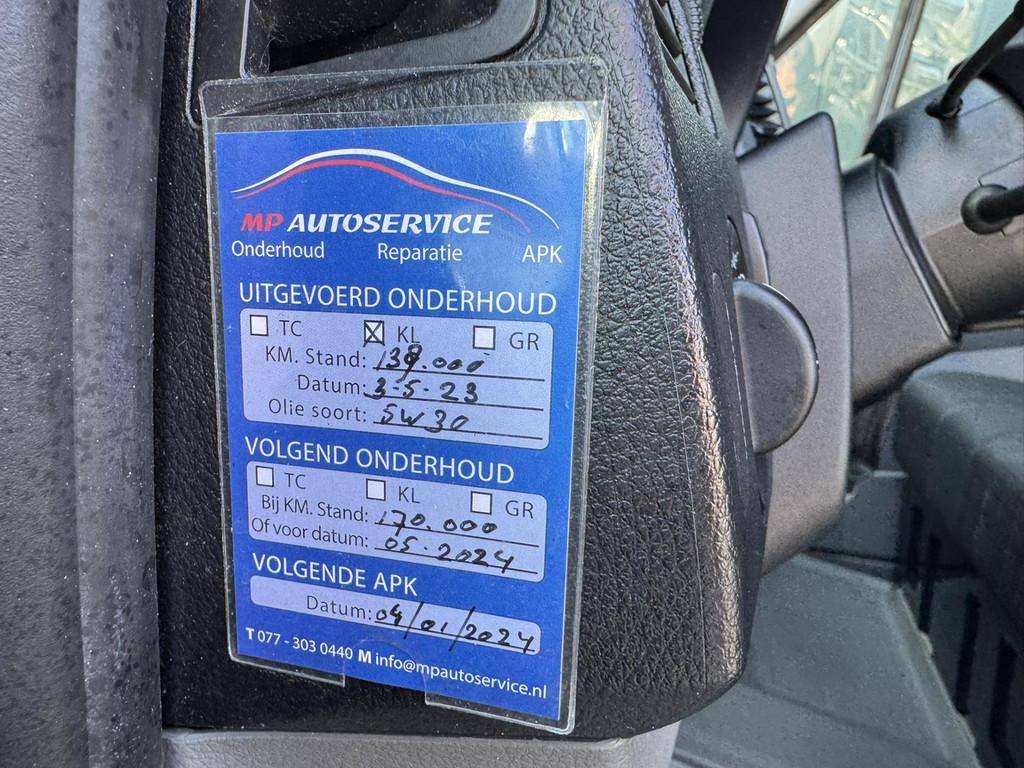 MP AUTOSERVICE
Onderhoud Reparatie APK
UITGEVOERD ONDERHOUD
TC KL GR
KM. Stand: 139.000
Datum: 3-5-23
Olie soort: 5W30
VOLGEND ONDERHOUD
TC KL GR
Bij KM. Stand: 170.000
Of voor datum: 05-2024
VOLGENDE APK
Datum: 04/01/2024
T 077 - 303 0440 M info@mpautoservice.nl